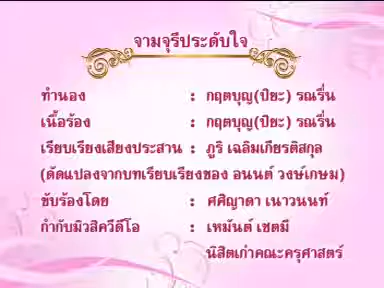 จามจุรีประดับใจ
ทำนอง : กฤตบุญ(ปิยะ) รณรื่น
เนื้อร้อง : กฤตบุญ(ปิยะ) รณรื่น
เรียบเรียงเสียงประสาน : ภูริ เฉลิมเกียรติสกุล
(ดัดแปลงจากบทเรียบเรียงของ อนนต์ วงษ์เกษม)
ขับร้องโดย : ศศิญาดา เนาวนนท์
กำกับมิวสิควีดีโอ : เหมันต์ เชตมี
นิสิตเก่าคณะครุศาสตร์